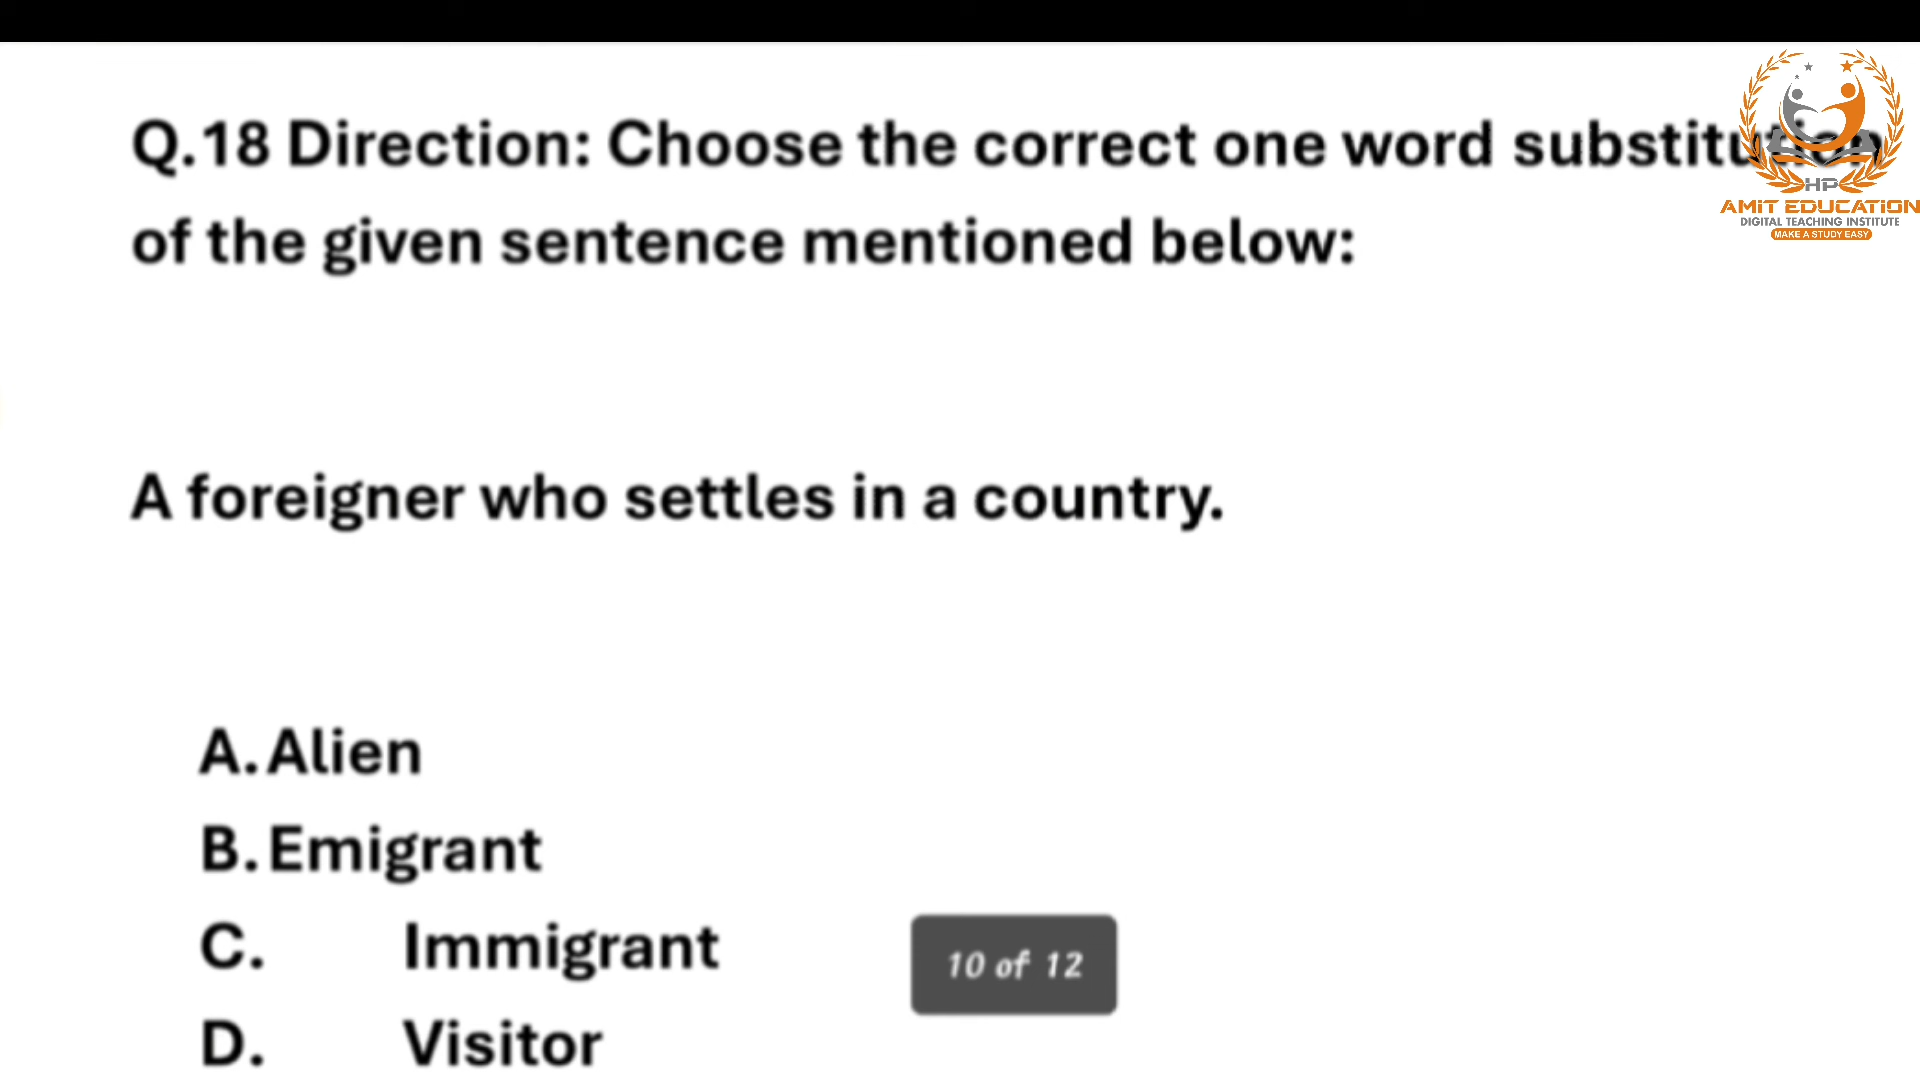 Q.18 Direction: Choose the correct one word substitution
of the given sentence mentioned below:
A foreigner who settles in a country.
A. Alien
B. Emigrant
C. Immigrant
D. Visitor
10 of 12
HP
AMIT EDUCATION
DIGITAL TEACHING INSTITUTE
MAKE A STUDY EASY